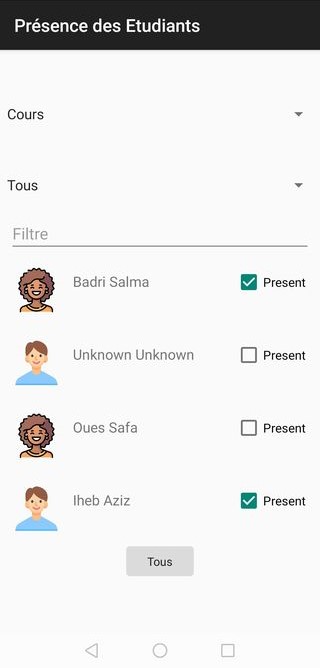 Présence des Etudiants
Cours
Tous
Filtre
Badri Salma
Present
Unknown Unknown
Present
Oues Safa
Present
Iheb Aziz
Present
Tous